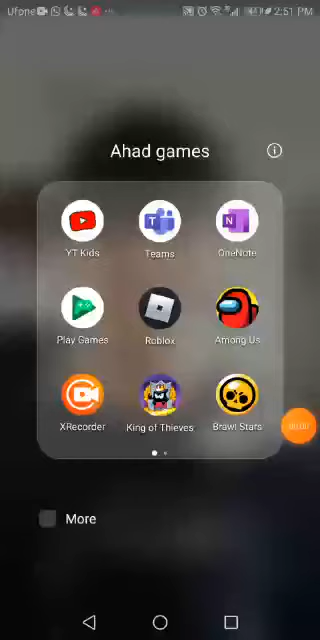 Ufone 2:51 PM
Ahad games
YT Kids Teams OneNote
Play Games Roblox Among Us
XRecorder King of Thieves Brawl Stars
More